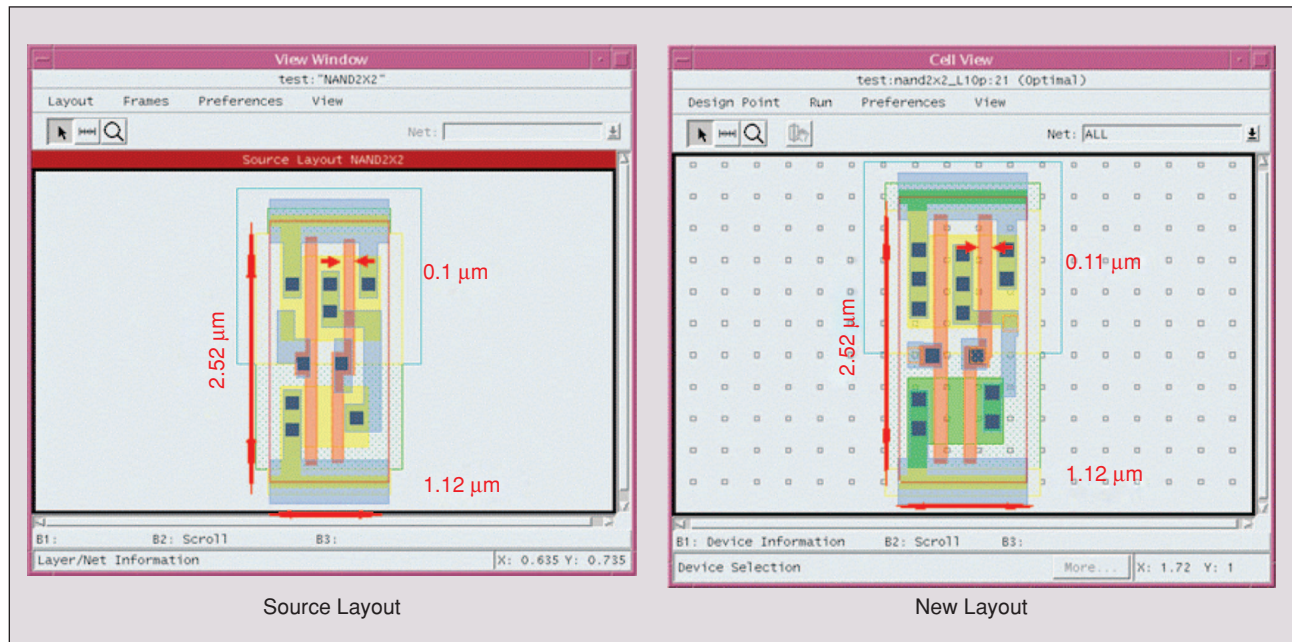 View Window
test:"NAND2X2"
Layout Frames Preferences View
Net:
Source Layout NAND2X2
0.1 µm
2.52 µm
1.12 µm
B1: B2: Scroll B3:
Layer/Net Information X: 0.635 Y: 0.735
Source Layout
Cell View
test:nand2x2_L10p:21 (Optimal)
Design Point Run Preferences View
Net: ALL
0.11 µm
2.52 µm
1.12 µm
B1: Device Information B2: Scroll B3:
Device Selection More... X: 1.72 Y: 1
New Layout